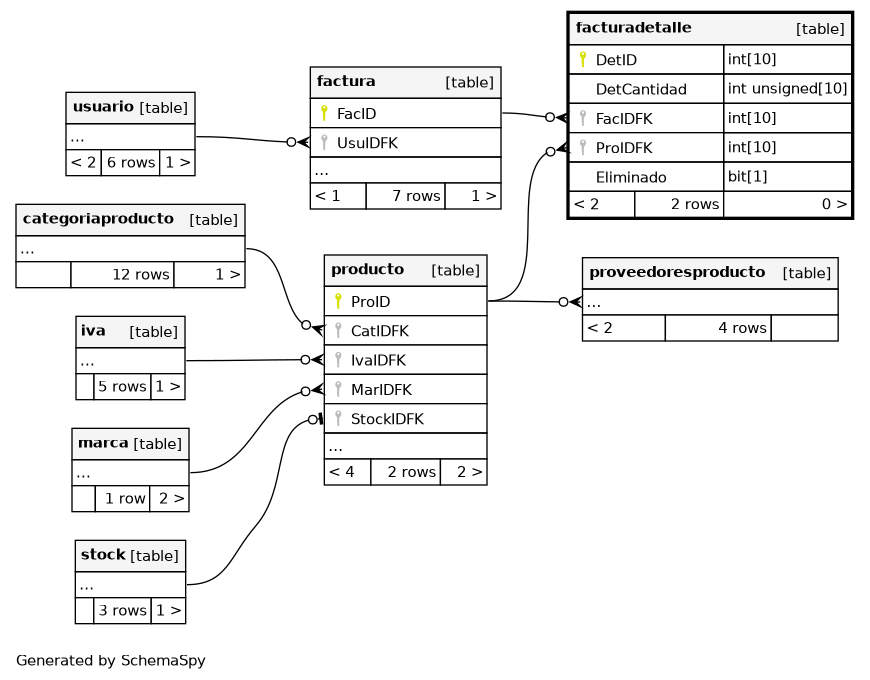 facturadetalle [table]
DetID int[10]
DetCantidad int unsigned[10]
FacIDFK int[10]
ProIDFK int[10]
Eliminado bit[1]
< 2 2 rows 0 >
factura [table]
FacID
UsuIDFK
...
< 1 7 rows 1 >
usuario [table]
...
< 2 6 rows 1 >
categoriaproducto [table]
...
12 rows 1 >
producto [table]
ProID
CatIDFK
IvaIDFK
MarIDFK
StockIDFK
...
< 4 2 rows 2 >
proveedoresproducto [table]
...
< 2 4 rows
iva [table]
...
5 rows 1 >
marca [table]
...
1 row 2 >
stock [table]
...
3 rows 1 >
Generated by SchemaSpy